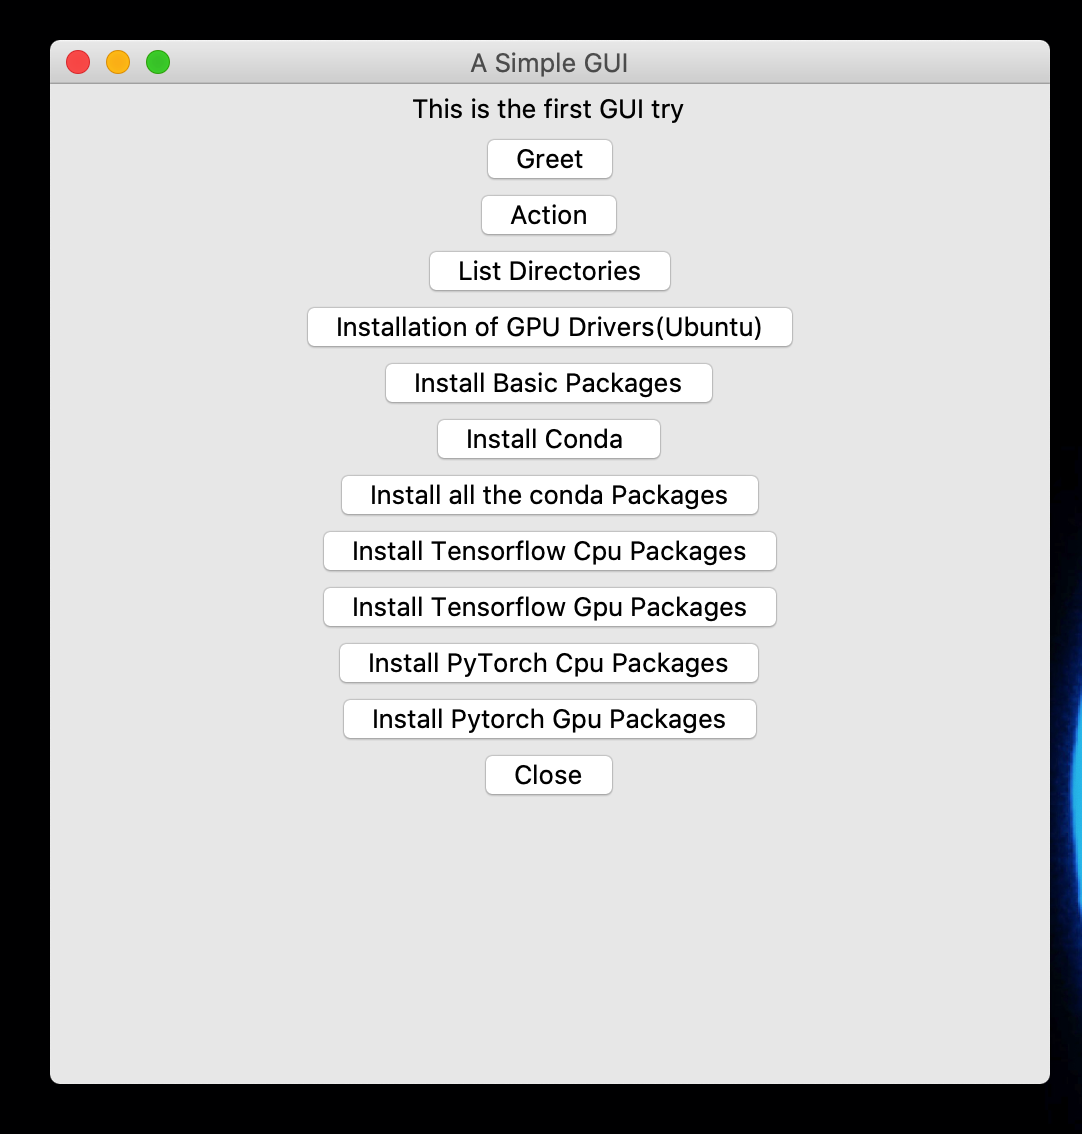 A Simple GUI
This is the first GUI try
Greet
Action
List Directories
Installation of GPU Drivers(Ubuntu)
Install Basic Packages
Install Conda
Install all the conda Packages
Install Tensorflow Cpu Packages
Install Tensorflow Gpu Packages
Install PyTorch Cpu Packages
Install Pytorch Gpu Packages
Close